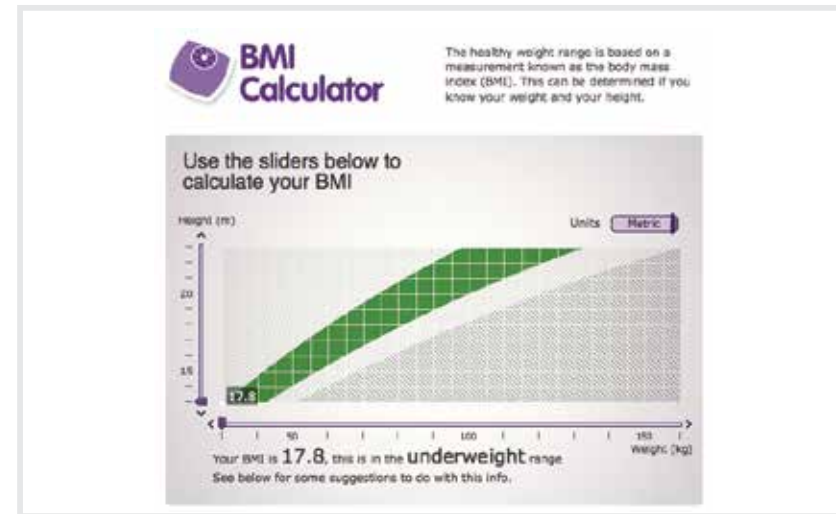 BMI
Calculator
The healthy weight range is based on a
measurement known as the body mass
index (BMI). This can be determined if you
know your weight and your height.
Use the sliders below to
calculate your BMI
Height (m)
Units Metric
20
15
17.8
50 100 150
Weight (kg)
Your BMI is 17.8, this is in the underweight range
See below for some suggestions to do with this info.